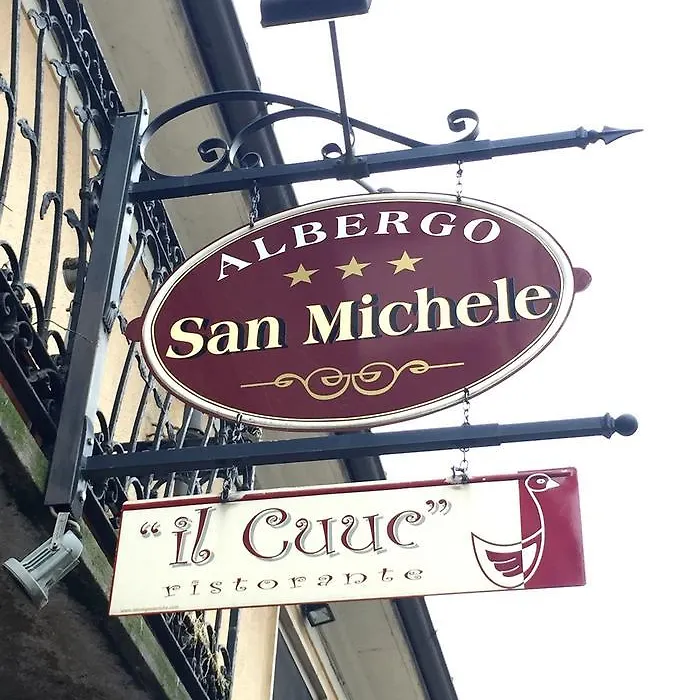 ALBERGO
San Michele
"il Cuuc"
ristorante